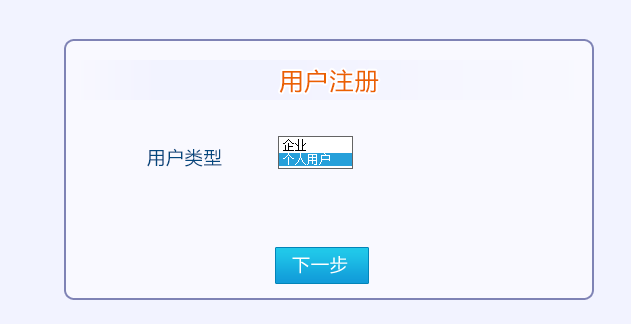 用户注册
用户类型
企业
个人用户
下一步